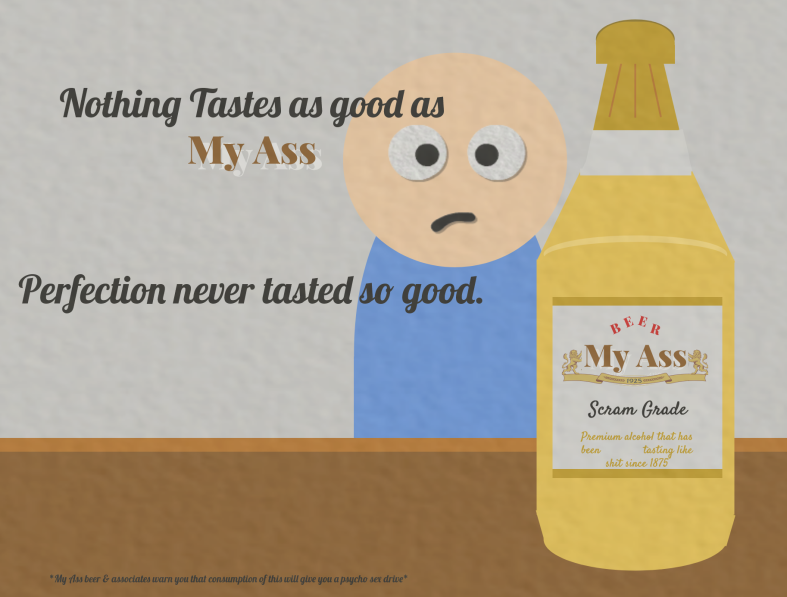 Nothing Tastes as good as
My Ass
Perfection never tasted so good.
BEER
My Ass
1925
Scram Grade
Premium alcohol that has
been tasting like
shit since 1875
*My Ass beer & associates warn you that consumption of this will give you a psycho sex drive*